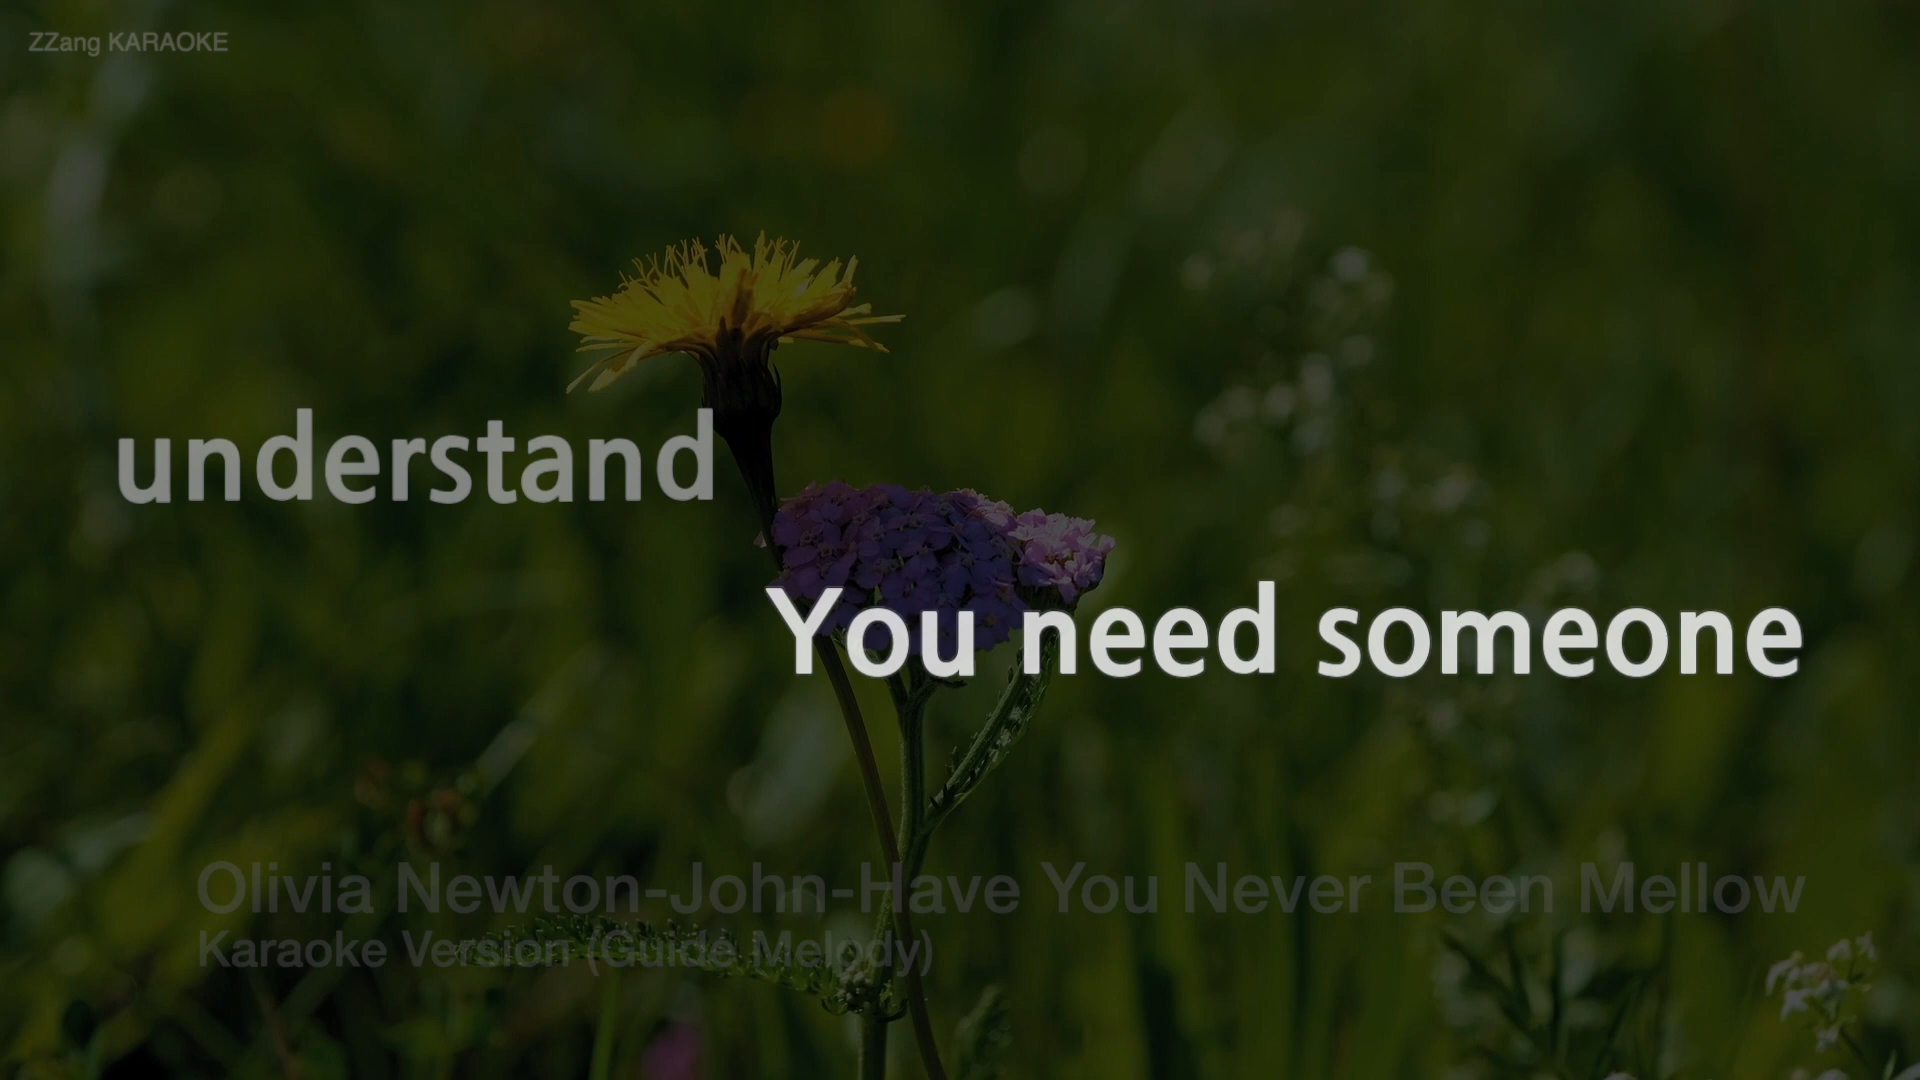 ZZang KARAOKE
understand
You need someone
Olivia Newton-John-Have You Never Been Mellow
Karaoke Version (Guide Melody)